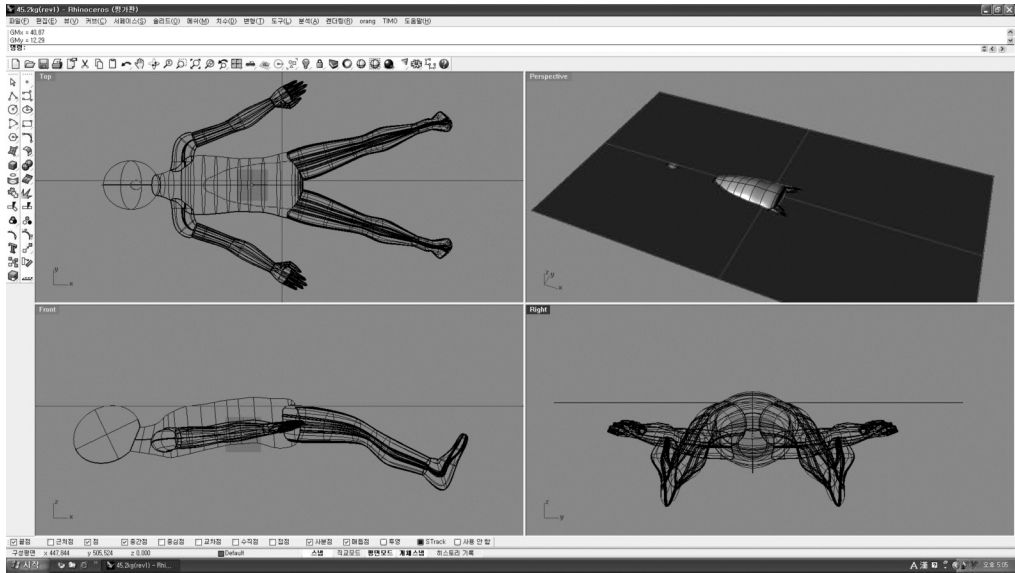 45.2kg(rev1) - Rhinoceros (평가판)
파일(F) 편집(E) 뷰(V) 커브(C) 서페이스(S) 솔리드(O) 메쉬(M) 치수(D) 변형(T) 도구(L) 분석(A) 렌더링(R) orang TIMO 도움말(H)
GMx = 40,87
GMy = 12,29
명령:
Top
Perspective
y
x
z
y
x
Front
Right
z
x
z
y
끝점 근처점 점 중간점 중심점 교차점 수직점 접점 사분점 매듭점 투영 STrack 사용 안 함
구성평면 x 447,844 y 505,524 z 0,000 Default 스냅 직교모드 평면모드 개체스냅 히스토리 기록
시작 45.2kg(rev1) - Rhi... A 漢 오후 5:05